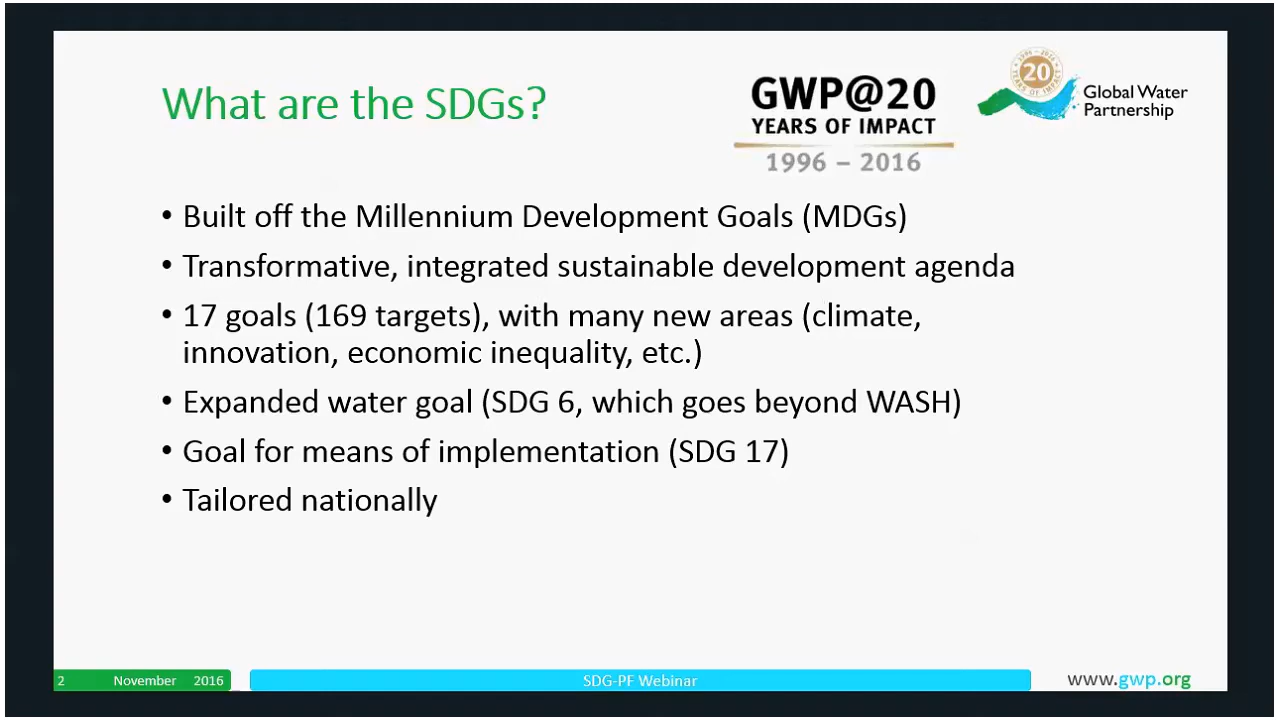 What are the SDGs?
GWP@20
YEARS OF IMPACT
1996 – 2016
20
Global Water
Partnership
• Built off the Millennium Development Goals (MDGs)
• Transformative, integrated sustainable development agenda
• 17 goals (169 targets), with many new areas (climate,
innovation, economic inequality, etc.)
• Expanded water goal (SDG 6, which goes beyond WASH)
• Goal for means of implementation (SDG 17)
• Tailored nationally
2 November 2016
SDG-PF Webinar
www.gwp.org